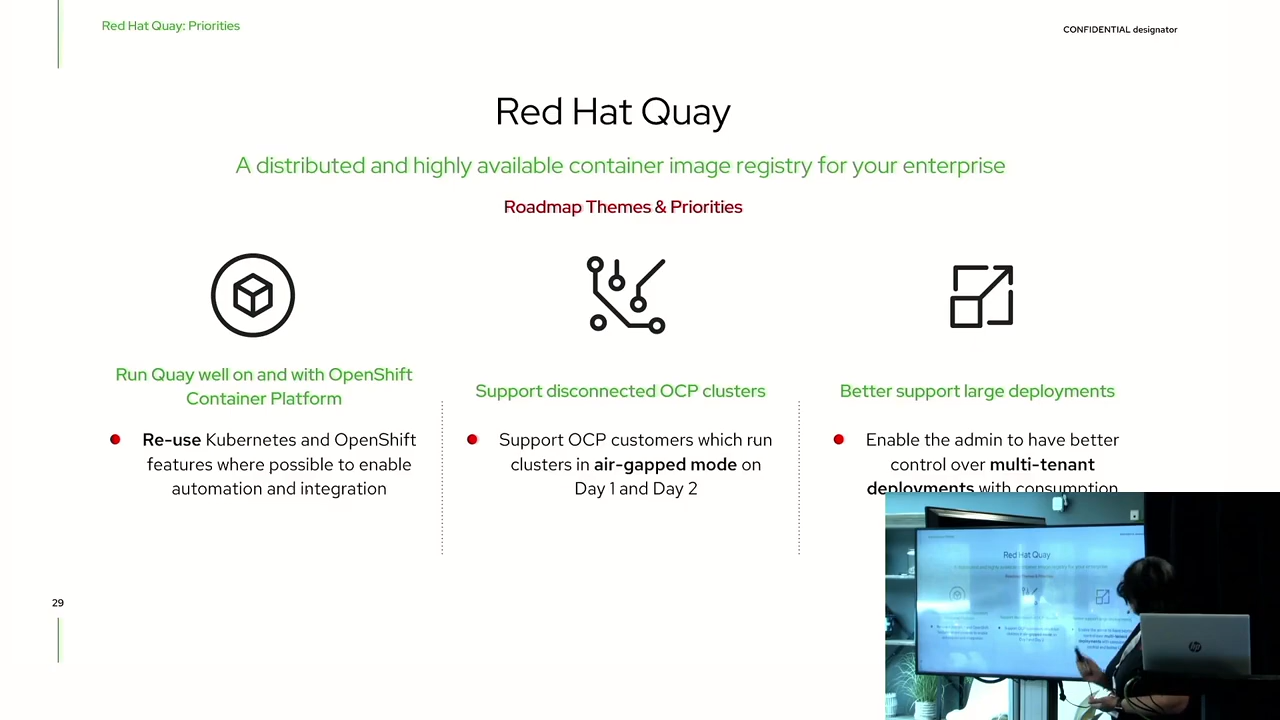 Red Hat Quay: Priorities
CONFIDENTIAL designator
Red Hat Quay
A distributed and highly available container image registry for your enterprise
Roadmap Themes & Priorities
Run Quay well on and with OpenShift
Container Platform
Re-use Kubernetes and OpenShift
features where possible to enable
automation and integration
Support disconnected OCP clusters
Support OCP customers which run
clusters in air-gapped mode on
Day 1 and Day 2
Better support large deployments
Enable the admin to have better
control over multi-tenant
deployments with consumption
29
Red Hat Quay
hp